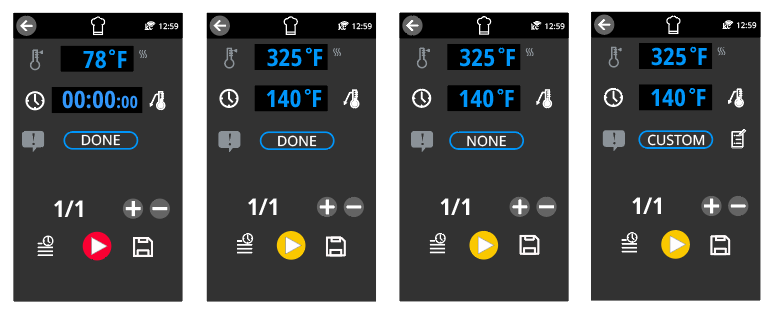 12:59
78°F
00:00:00
DONE
1/1
12:59
325°F
140°F
DONE
1/1
12:59
325°F
140°F
NONE
1/1
12:59
325°F
140°F
CUSTOM
1/1